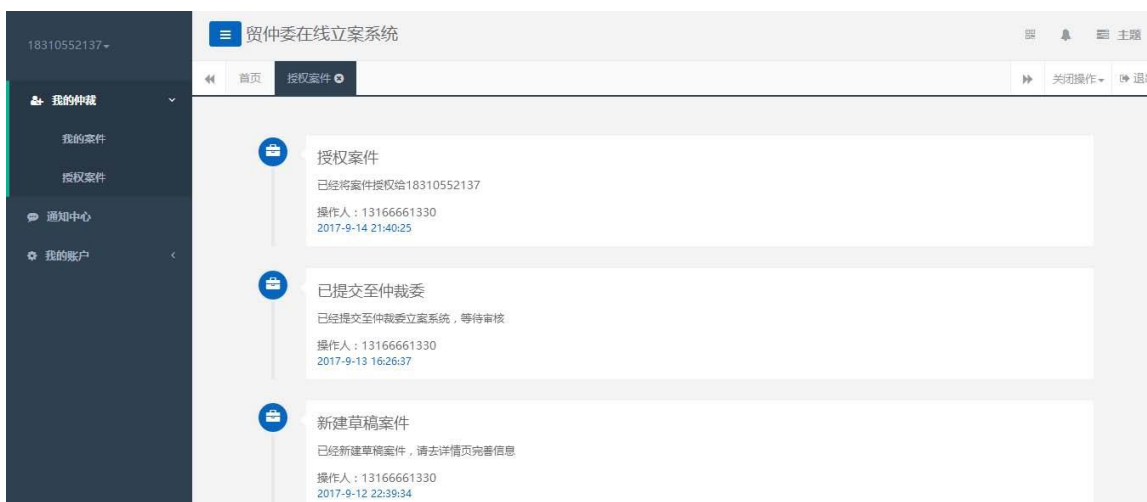 18310552137
贸仲委在线立案系统
主题
首页
授权案件
关闭操作
我的仲裁
我的案件
授权案件
通知中心
我的账户
授权案件
已经将案件授权给18310552137
操作人：13166661330
2017-9-14 21:40:25
已提交至仲裁委
已经提交至仲裁委立案系统，等待审核
操作人：13166661330
2017-9-13 16:26:37
新建草稿案件
已经新建草稿案件，请去详情页完善信息
操作人：13166661330
2017-9-12 22:39:34